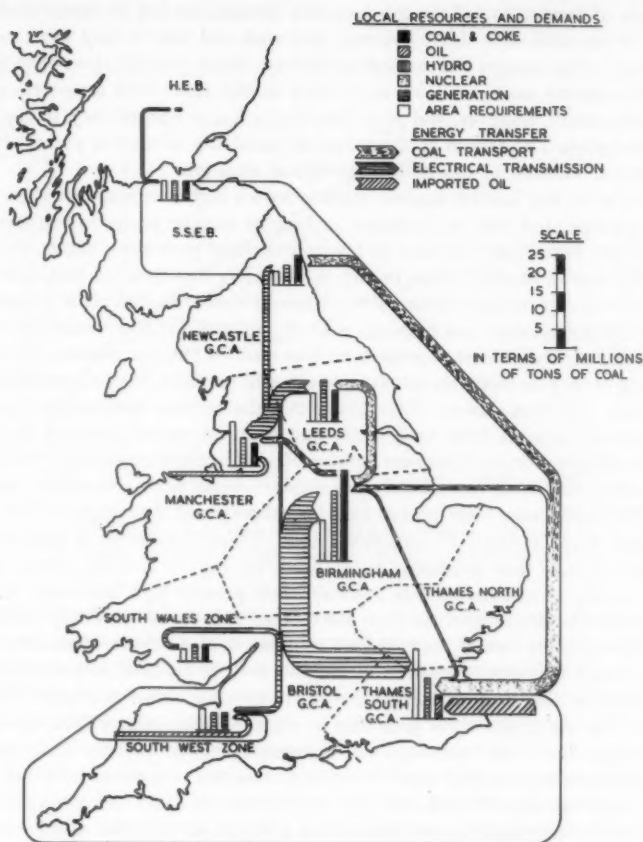 LOCAL RESOURCES AND DEMANDS
COAL & COKE
OIL
HYDRO
NUCLEAR
GENERATION
AREA REQUIREMENTS
ENERGY TRANSFER
COAL TRANSPORT
ELECTRICAL TRANSMISSION
IMPORTED OIL
H.E.B.
S.S.E.B.
SCALE
25
20
15
10
5
IN TERMS OF MILLIONS
OF TONS OF COAL
NEWCASTLE
G.C.A.
LEEDS
G.C.A.
MANCHESTER
G.C.A.
BIRMINGHAM
G.C.A.
THAMES NORTH
G.C.A.
SOUTH WALES ZONE
BRISTOL
G.C.A.
THAMES
SOUTH
G.C.A.
SOUTH WEST ZONE